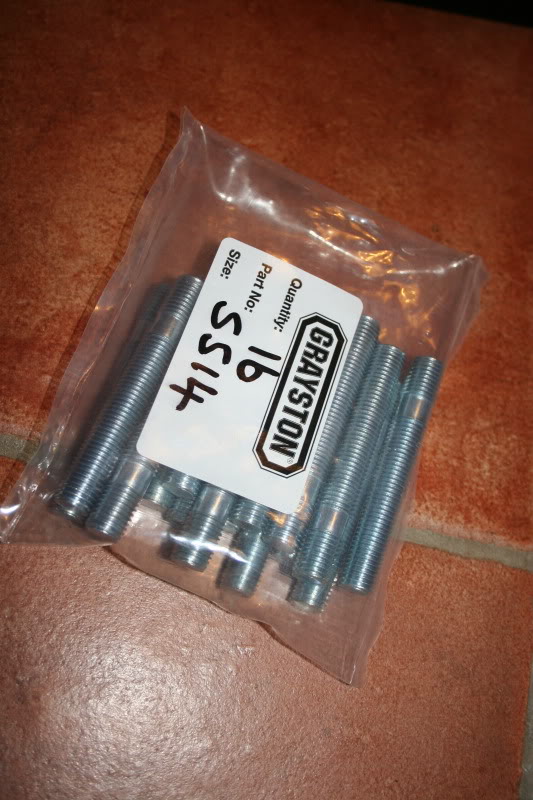 GRAYSTON®
Quantity: 16
Part No: SS14
Size: